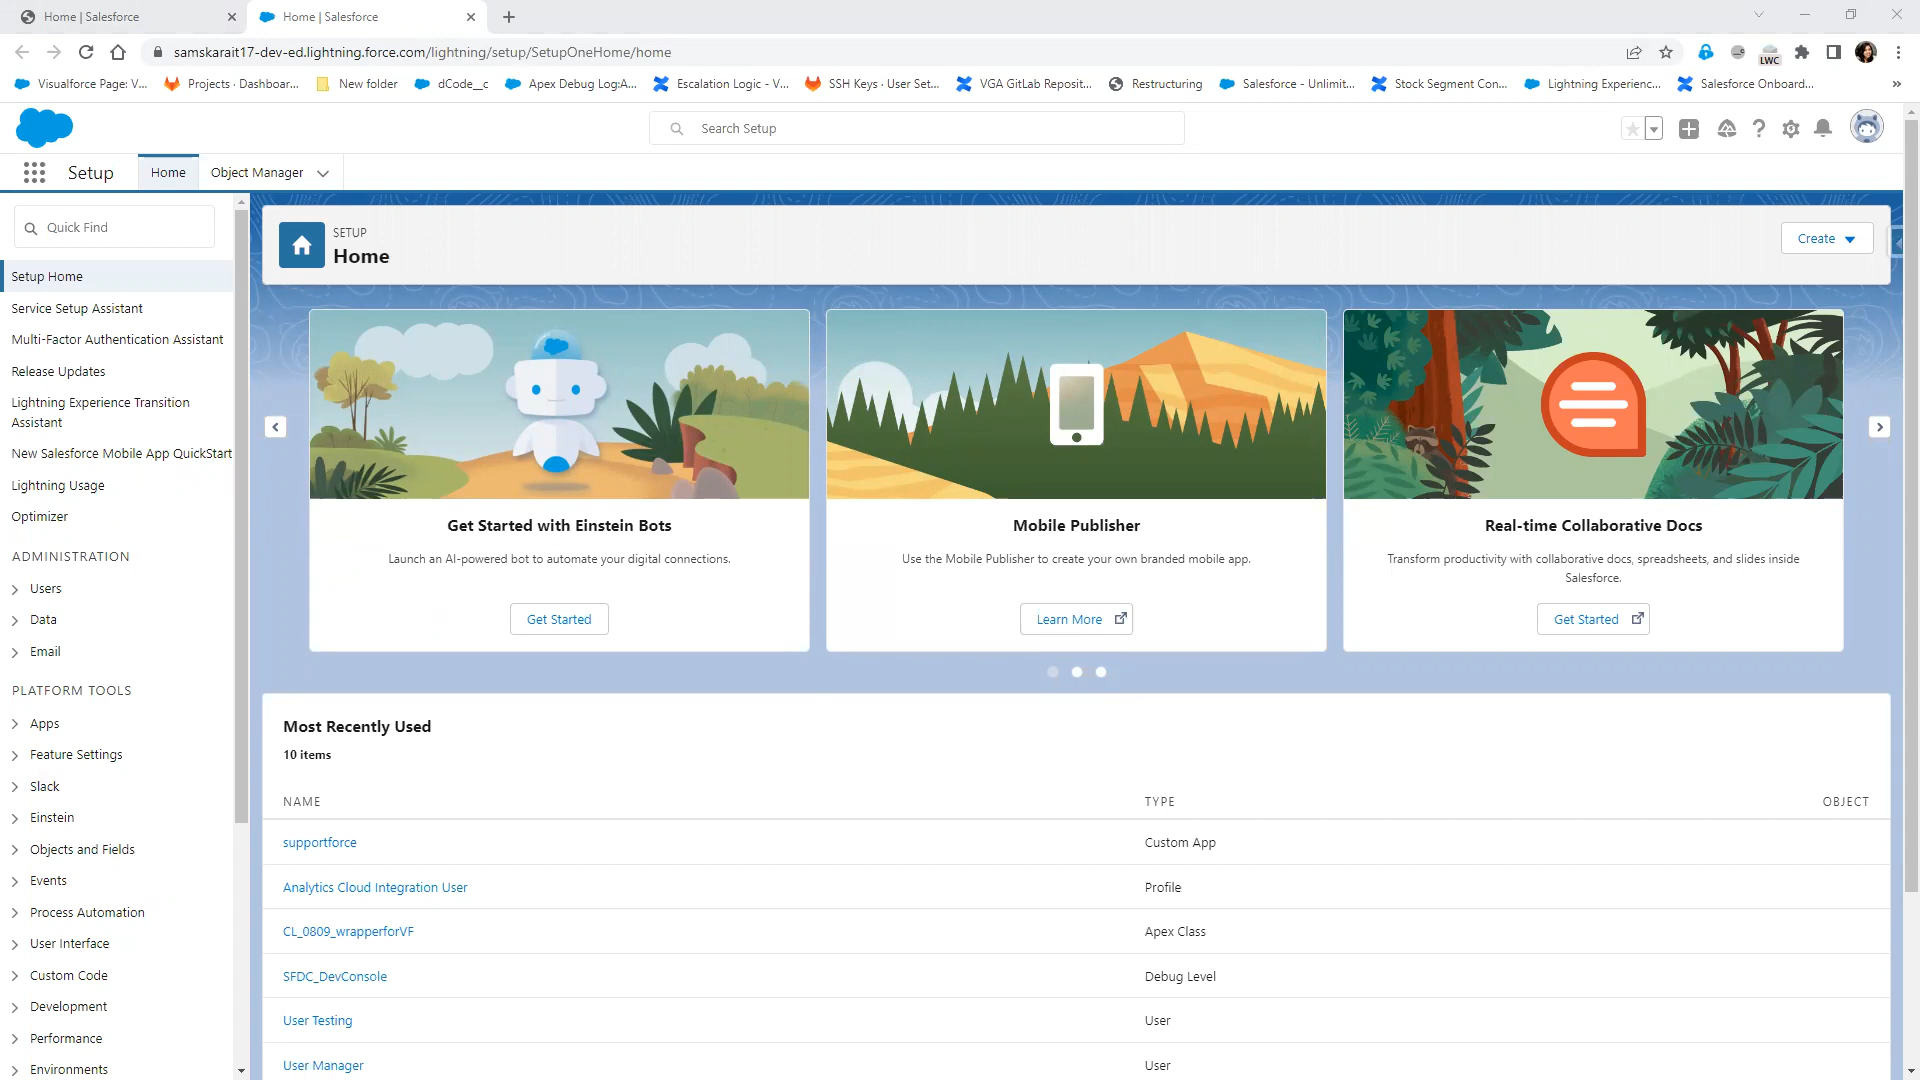 Home | Salesforce
Home | Salesforce
samskarait17-dev-ed.lightning.force.com/lightning/setup/SetupOneHome/home
LWC
Visualforce Page: V...
Projects · Dashboar...
New folder
dCode__c
Apex Debug Log:A...
Escalation Logic - V...
SSH Keys · User Set...
VGA GitLab Reposit...
Restructuring
Salesforce - Unlimit...
Stock Segment Con...
Lightning Experienc...
Salesforce Onboard...
Search Setup
Setup
Home
Object Manager
Quick Find
Setup Home
Service Setup Assistant
Multi-Factor Authentication Assistant
Release Updates
Lightning Experience Transition
Assistant
New Salesforce Mobile App QuickStart
Lightning Usage
Optimizer
ADMINISTRATION
Users
Data
Email
PLATFORM TOOLS
Apps
Feature Settings
Slack
Einstein
Objects and Fields
Events
Process Automation
User Interface
Custom Code
Development
Performance
Environments
SETUP
Home
Create
Get Started with Einstein Bots
Launch an AI-powered bot to automate your digital connections.
Get Started
Mobile Publisher
Use the Mobile Publisher to create your own branded mobile app.
Learn More
Real-time Collaborative Docs
Transform productivity with collaborative docs, spreadsheets, and slides inside
Salesforce.
Get Started
Most Recently Used
10 items
NAME TYPE OBJECT
supportforce Custom App
Analytics Cloud Integration User Profile
CL_0809_wrapperforVF Apex Class
SFDC_DevConsole Debug Level
User Testing User
User Manager User